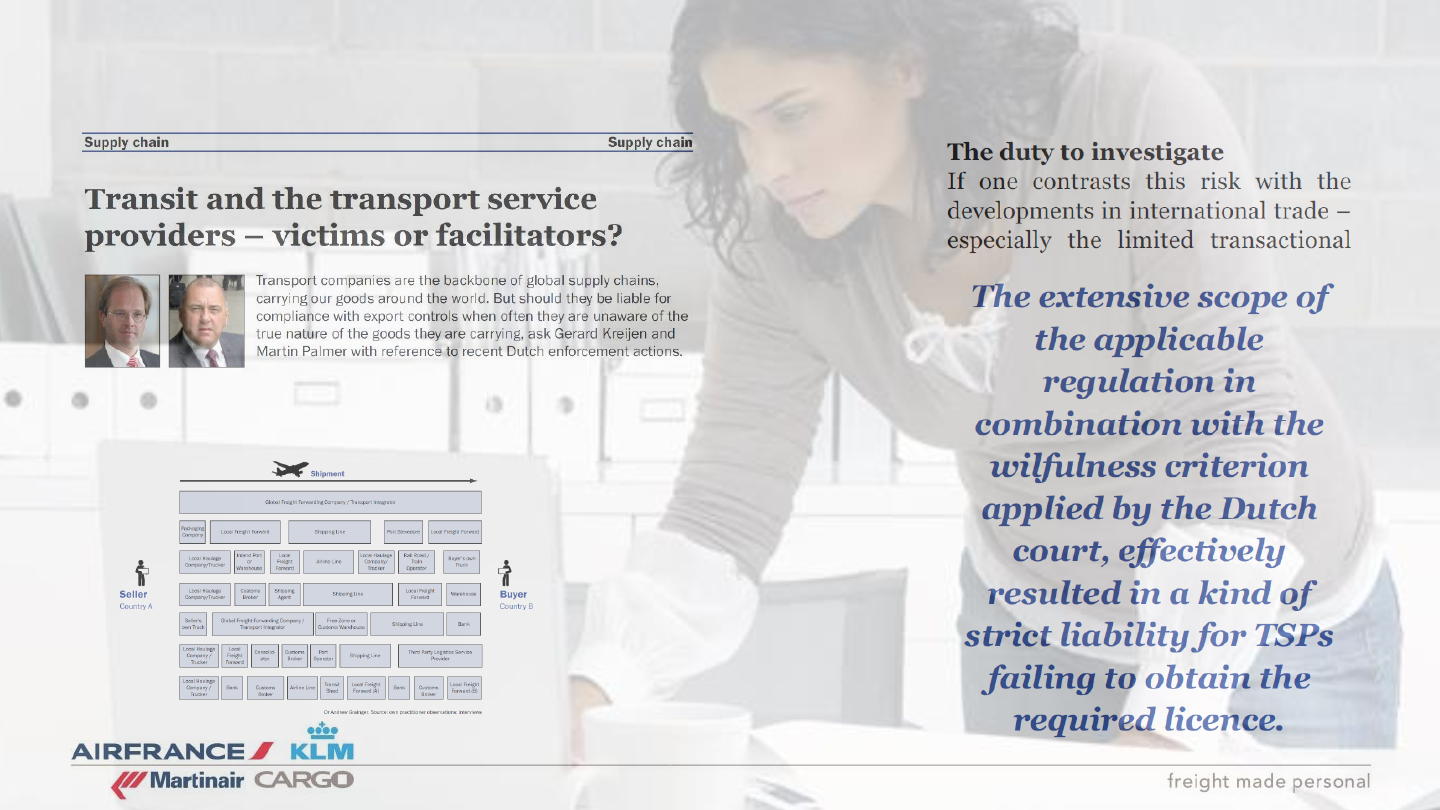 Supply chain
Supply chain
Transit and the transport service
providers – victims or facilitators?
Transport companies are the backbone of global supply chains,
carrying our goods around the world. But should they be liable for
compliance with export controls when often they are unaware of the
true nature of the goods they are carrying, ask Gerard Kreijen and
Martin Palmer with reference to recent Dutch enforcement actions.
Shipment
Global Freight Forwarding Company / Transport Integrator
Packaging
Company
Local Freight Forward
Shipping Line
Port Stevedore
Local Freight Forward
Local Haulage
Company/Trucker
Inland Port
or
Warehouse
Local
Freight
Forward
Airline Line
Local Haulage
Company/
Trucker
Rail Road /
Train
Operator
Buyer's own
Truck
Local Haulage
Company/Trucker
Customs
Broker
Shipping
Agent
Shipping Line
Local Freight
Forward
Warehouse
Seller's
own Truck
Global Freight Forwarding Company /
Transport Integrator
Free Zone or
Customs Warehouse
Shipping Line
Bank
Local Haulage
Company /
Trucker
Local
Freight
Forward
Consolid-
ator
Customs
Broker
Port
Operator
Shipping Line
Third Party Logistics Service
Provider
Local Haulage
Company /
Trucker
Bank
Customs
Broker
Airline Line
Transit
Shed
Local Freight
Forward (A)
Bank
Customs
Broker
Local Freight
Forward (B)
Seller
Country A
Buyer
Country B
Dr Andrew Grainger. Source: own practitioner observations; interviews
The duty to investigate
If one contrasts this risk with the
developments in international trade –
especially the limited transactional
The extensive scope of
the applicable
regulation in
combination with the
wilfulness criterion
applied by the Dutch
court, effectively
resulted in a kind of
strict liability for TSPs
failing to obtain the
required licence.
AIRFRANCE KLM
Martinair CARGO
freight made personal